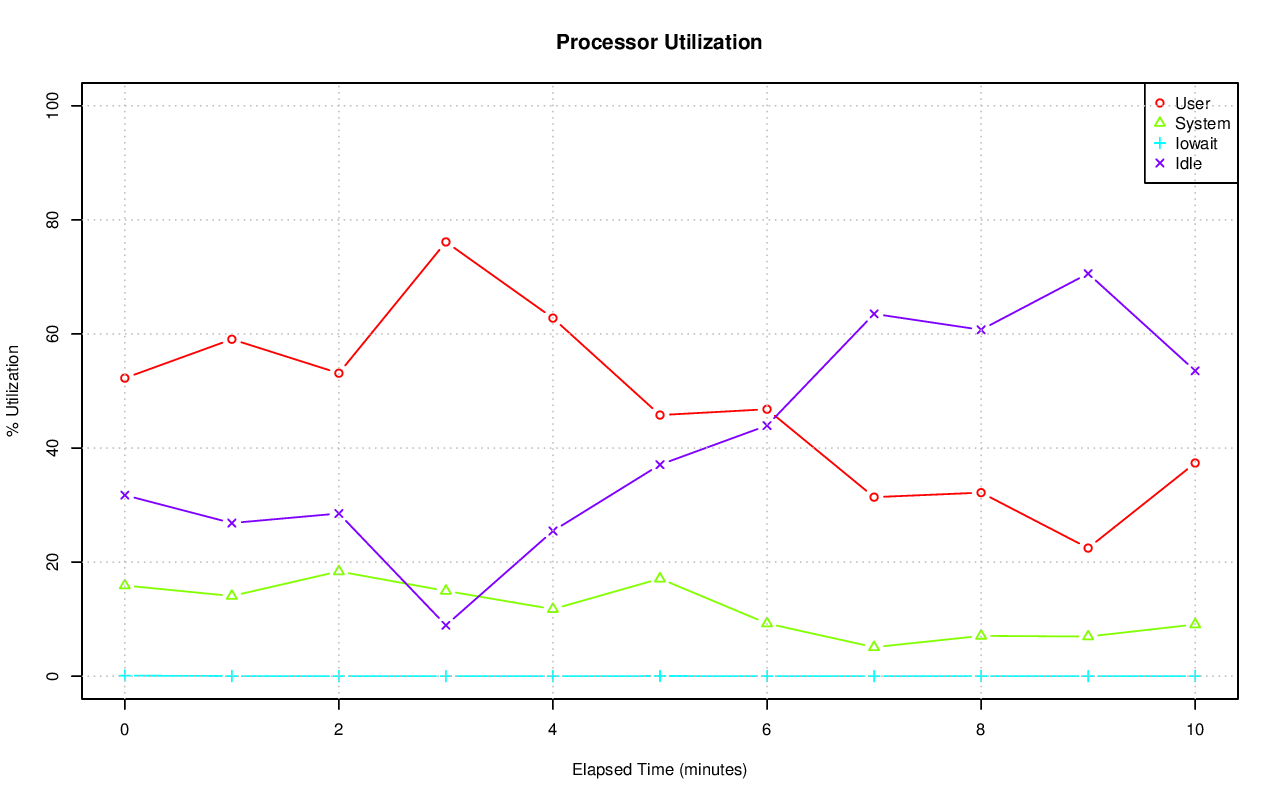 Processor Utilization
100
80
60
40
20
0
% Utilization
User
System
Iowait
Idle
0 2 4 6 8 10
Elapsed Time (minutes)